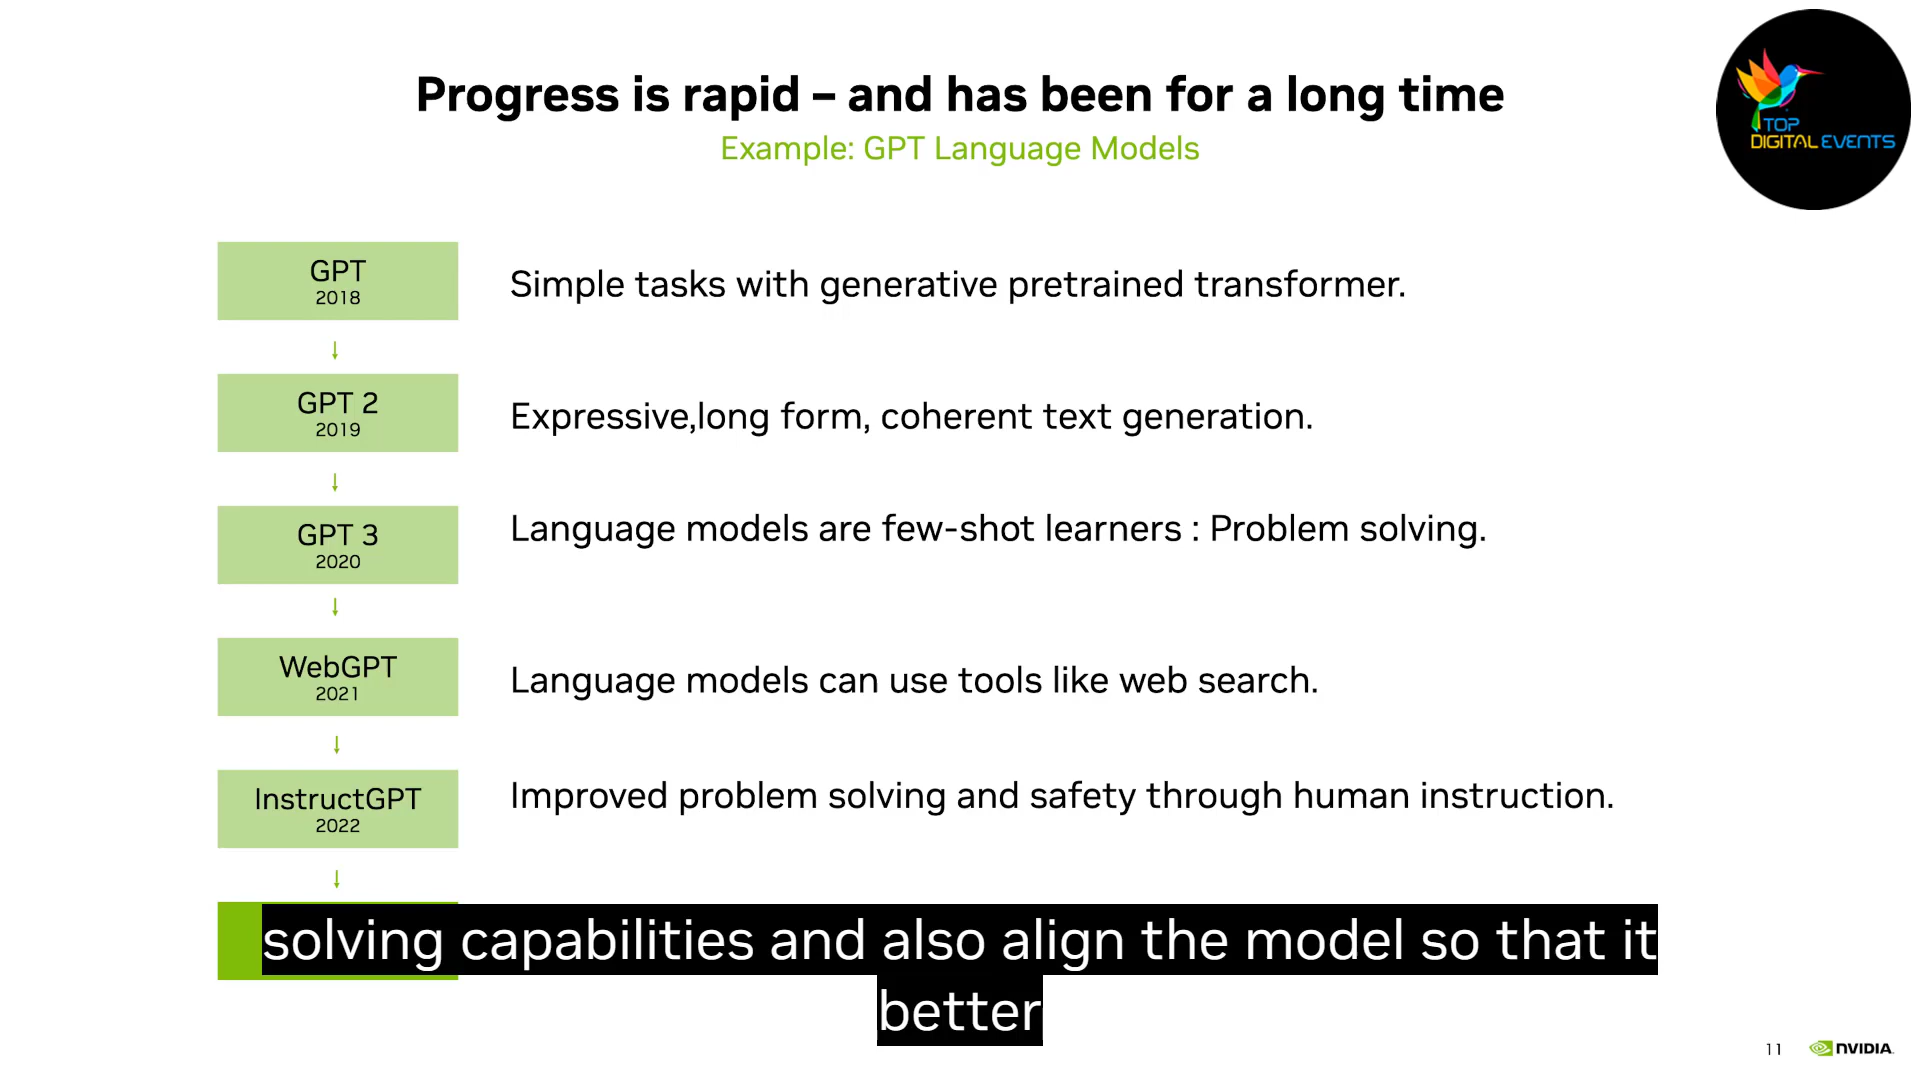 Progress is rapid – and has been for a long time
Example: GPT Language Models
TOP
DIGITAL EVENTS
GPT
2018
Simple tasks with generative pretrained transformer.
↓
GPT 2
2019
Expressive,long form, coherent text generation.
↓
GPT 3
2020
Language models are few-shot learners : Problem solving.
↓
WebGPT
2021
Language models can use tools like web search.
↓
InstructGPT
2022
Improved problem solving and safety through human instruction.
↓
solving capabilities and also align the model so that it
better
11
NVIDIA.